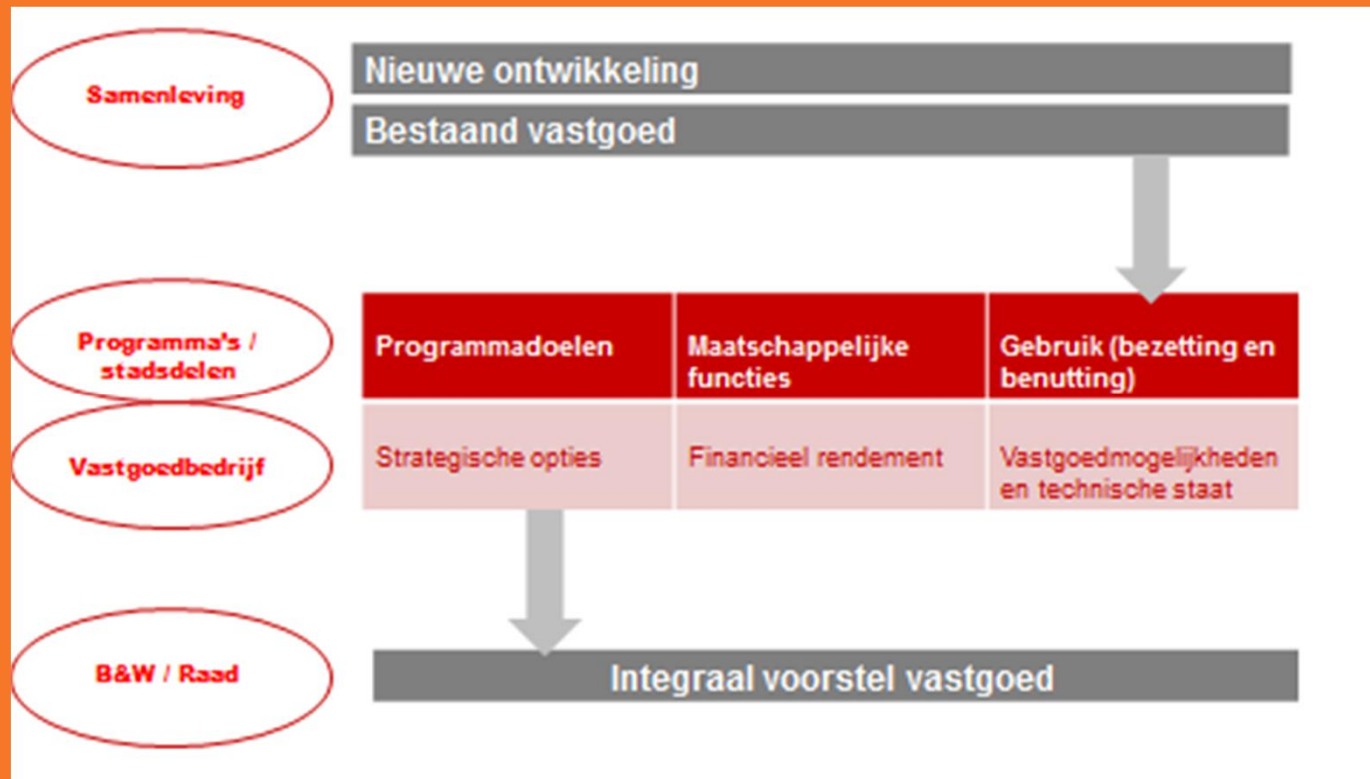 Samenleving
Nieuwe ontwikkeling
Bestaand vastgoed
Programma's /
stadsdelen
Programmadoelen
Maatschappelijke
functies
Gebruik (bezetting en
benutting)
Vastgoedbedrijf
Strategische opties
Financieel rendement
Vastgoedmogelijkheden
en technische staat
B&W / Raad
Integraal voorstel vastgoed